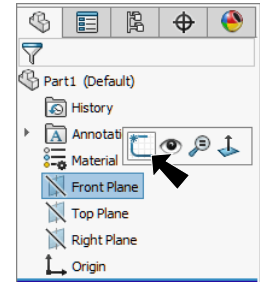 Part1 (Default)
History
A Annotati
Material
Front Plane
Top Plane
Right Plane
Origin